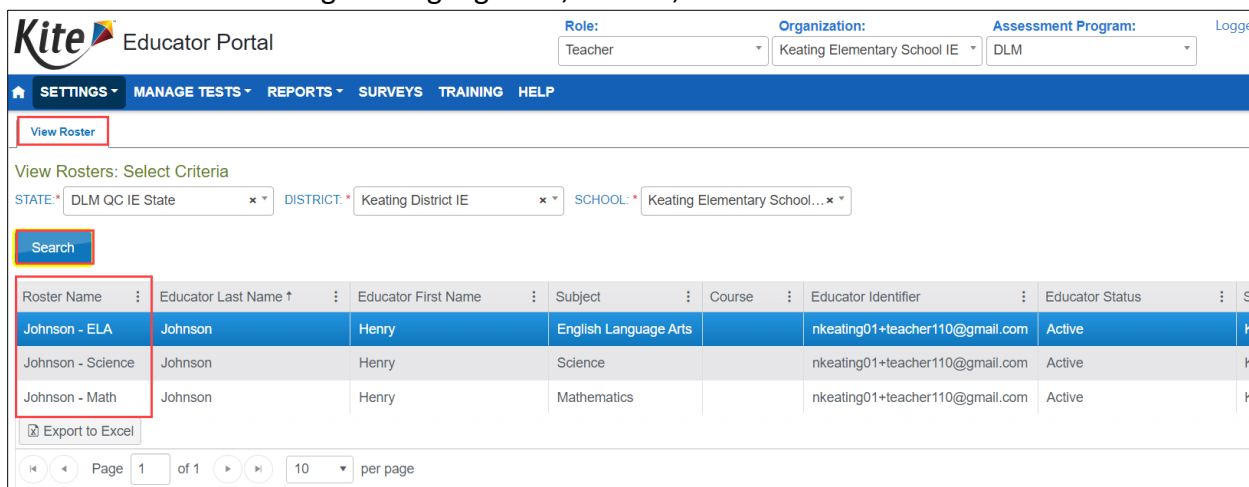 Role: Organization: Assessment Program: Logge
Kite Educator Portal
Teacher Keating Elementary School IE DLM
SETTINGS MANAGE TESTS REPORTS SURVEYS TRAINING HELP
View Roster
View Rosters: Select Criteria
STATE:* DLM QC IE State × DISTRICT: * Keating District IE × SCHOOL: * Keating Elementary School...×
Search
Roster Name Educator Last Name ↑ Educator First Name Subject Course Educator Identifier Educator Status S
Johnson - ELA Johnson Henry English Language Arts nkeating01+teacher110@gmail.com Active K
Johnson - Science Johnson Henry Science nkeating01+teacher110@gmail.com Active K
Johnson - Math Johnson Henry Mathematics nkeating01+teacher110@gmail.com Active K
Export to Excel
Page 1 of 1 10 per page